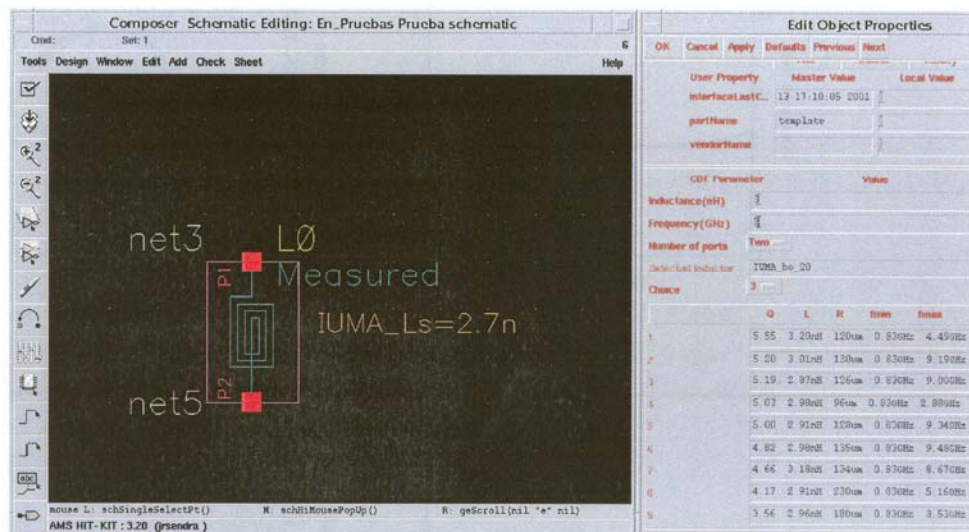 Composer Schematic Editing: En_Pruebas Prueba schematic
Cmd: Sel: 1 6
Tools Design Window Edit Add Check Sheet Help
net3 L0
P1 Measured
IUMA_Ls=2.7n
P2
net5
abc
mouse L: schSingleSelectPt() M: schHiMousePopUp() R: geScroll(nil "e" nil)
AMS HIT-KIT : 3.20 (jrsendra )
Edit Object Properties
OK Cancel Apply Defaults Previous Next
User Property Master Value Local Value
interfaceLastC.. 13 17:10:05 2001
partName template
vendorName
CDF Parameter Value
Inductance(nH) 3
Frequency(GHz)
Number of ports Two
Selected Inductor IUMA_bo_20
Choice 3
Q L R fmin fmax
1 5.55 3.20nH 120um 0.83GHz 4.49GHz
2 5.20 3.01nH 130um 0.83GHz 9.19GHz
3 5.19 2.87nH 126um 0.83GHz 9.00GHz
4 5.03 2.98nH 96um 0.83GHz 2.88GHz
5 5.00 2.91nH 128um 0.83GHz 9.34GHz
6 4.82 2.98nH 135um 0.83GHz 9.48GHz
7 4.66 3.18nH 134um 0.83GHz 8.67GHz
8 4.17 2.91nH 230um 0.83GHz 5.16GHz
9 3.56 2.96nH 180um 0.83GHz 3.53GHz